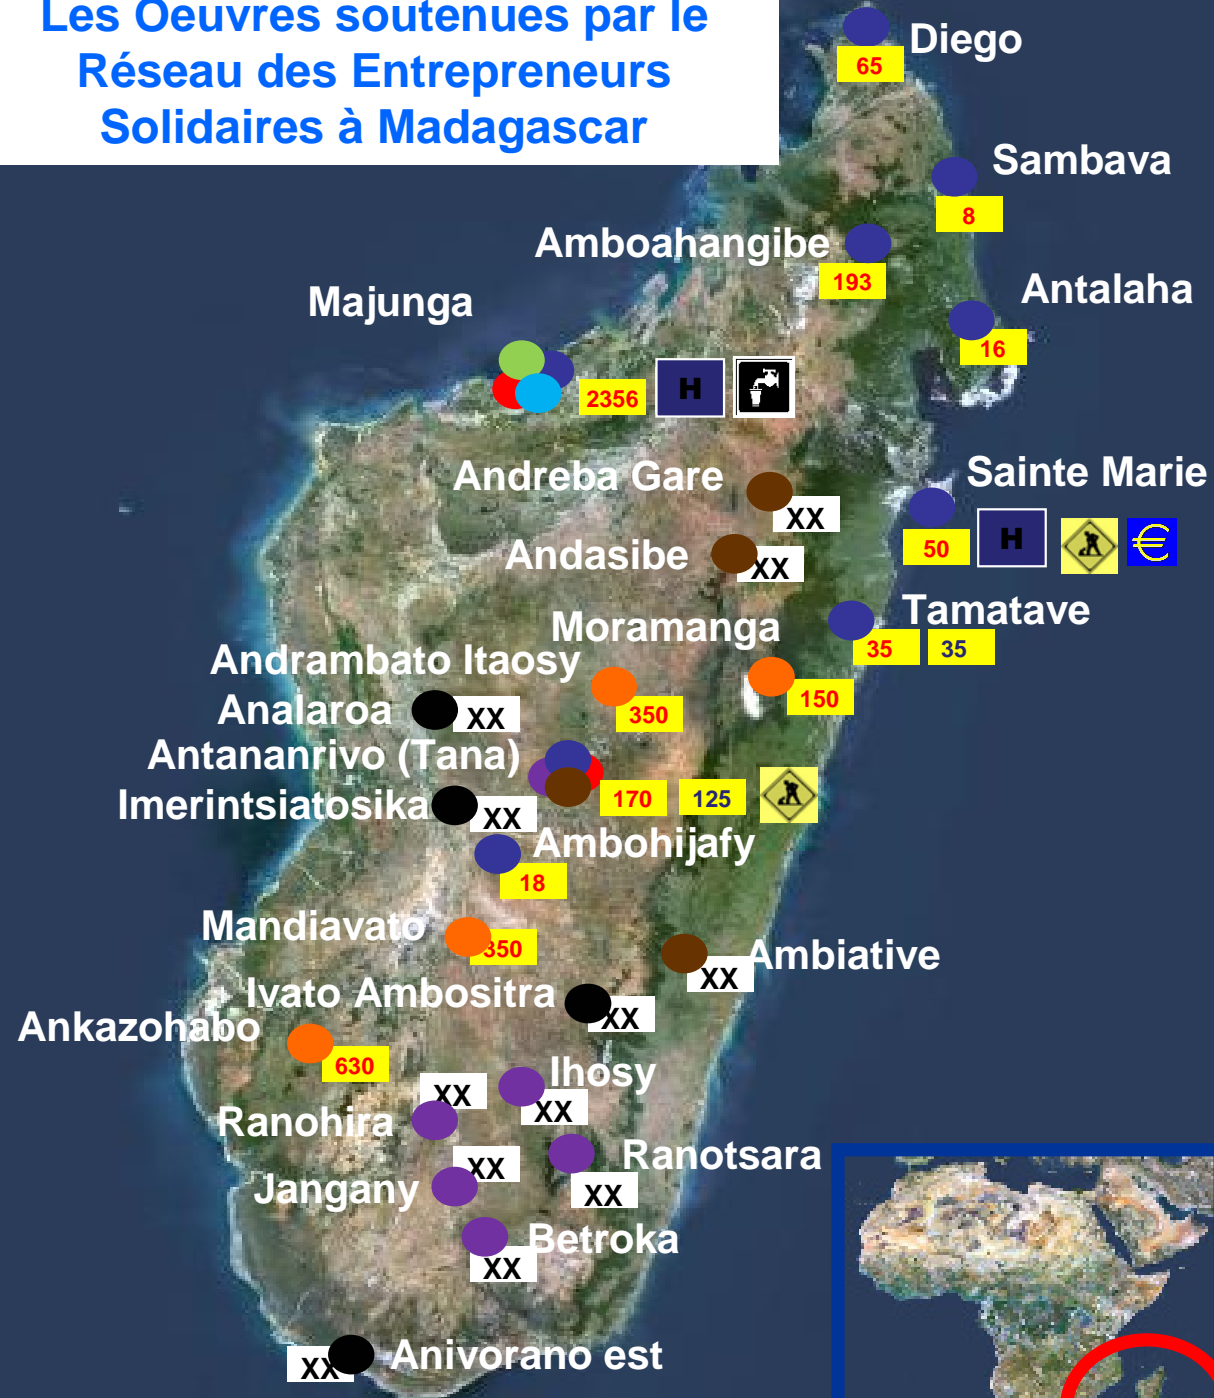 Les Oeuvres soutenues par le
Réseau des Entrepreneurs
Solidaires à Madagascar
Diego
65
Sambava
8
Amboahangibe
193
Antalaha
16
Majunga
2356
H
Andreba Gare
XX
Sainte Marie
50
H
€
Andasibe
XX
Tamatave
35
35
Moramanga
150
Andrambato Itaosy
350
Analaroa
XX
Antananrivo (Tana)
170
125
Imerintsiatosika
XX
Ambohijafy
18
Mandiavato
350
Ambiative
XX
Ivato Ambositra
XX
Ankazohabo
630
Ihosy
XX
XX
Ranohira
Ranotsara
XX
XX
Jangany
Betroka
XX
Anivorano est
XX